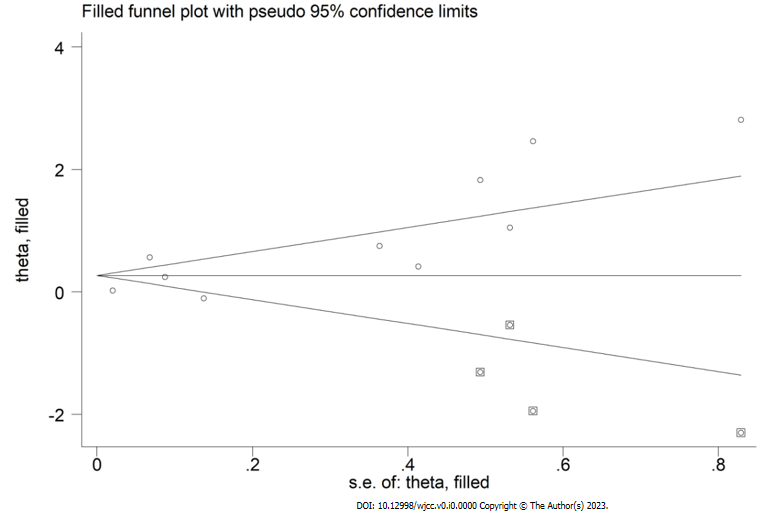 Filled funnel plot with pseudo 95% confidence limits
theta, filled
4
2
0
-2
0 .2 .4 .6 .8
s.e. of: theta, filled
DOI: 10.12998/wjcc.v0.i0.0000 Copyright © The Author(s) 2023.